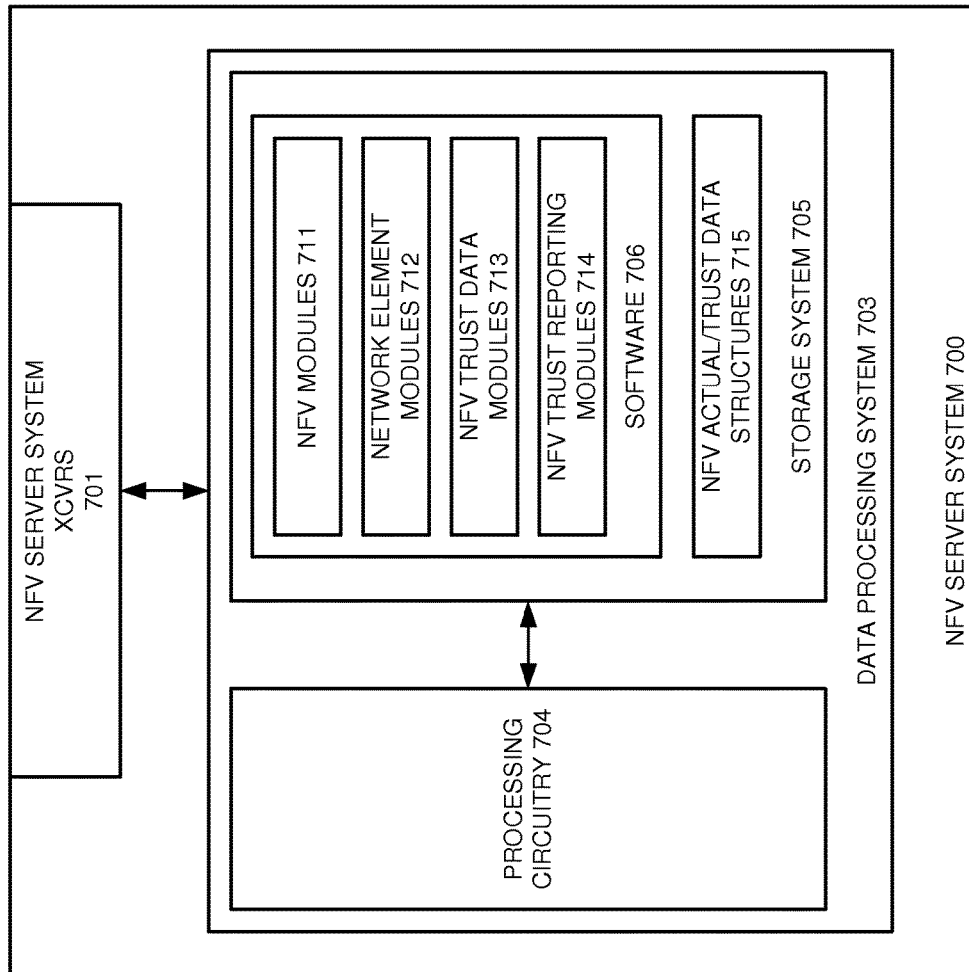 NFV SERVER SYSTEM
XCVRS
701
PROCESSING
CIRCUITRY 704
NFV MODULES 711
NETWORK ELEMENT
MODULES 712
NFV TRUST DATA
MODULES 713
NFV TRUST REPORTING
MODULES 714
SOFTWARE 706
NFV ACTUAL/TRUST DATA
STRUCTURES 715
STORAGE SYSTEM 705
DATA PROCESSING SYSTEM 703
NFV SERVER SYSTEM 700